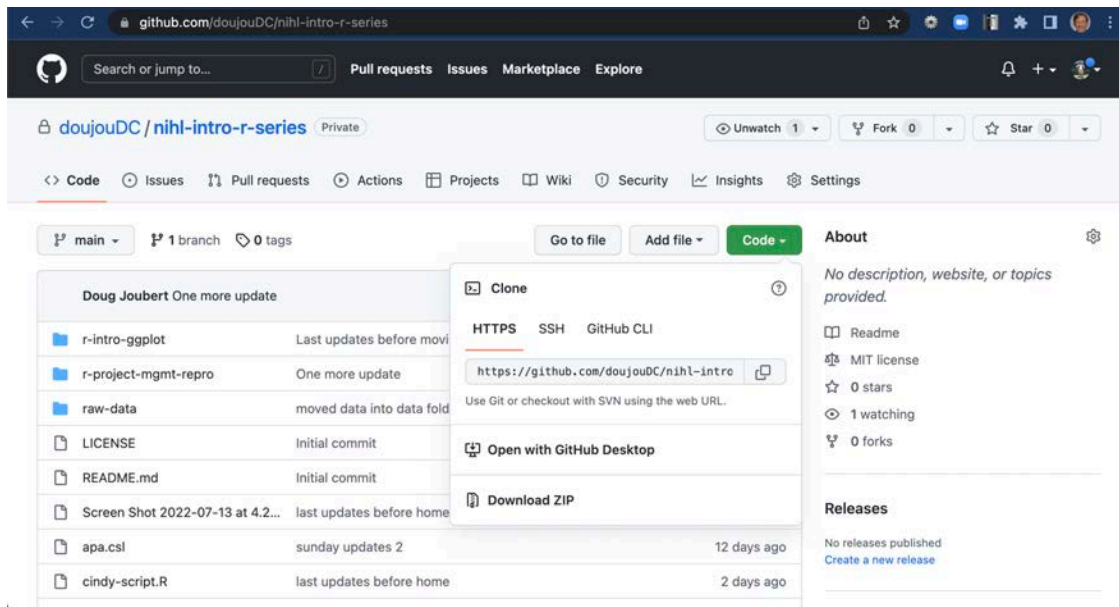 github.com/doujouDC/nihl-intro-r-series
Search or jump to... / Pull requests Issues Marketplace Explore
doujouDC / nihl-intro-r-series Private
Unwatch 1 Fork 0 Star 0
Code Issues Pull requests Actions Projects Wiki Security Insights Settings
main 1 branch 0 tags Go to file Add file Code
Doug Joubert One more update
r-intro-ggplot Last updates before movi
r-project-mgmt-repro One more update
raw-data moved data into data fold
LICENSE Initial commit
README.md Initial commit
Screen Shot 2022-07-13 at 4.2... last updates before home
apa.csl sunday updates 2 12 days ago
cindy-script.R last updates before home 2 days ago
Clone
HTTPS SSH GitHub CLI
https://github.com/doujouDC/nihl-intro
Use Git or checkout with SVN using the web URL.
Open with GitHub Desktop
Download ZIP
About
No description, website, or topics
provided.
Readme
MIT license
0 stars
1 watching
0 forks
Releases
No releases published
Create a new release